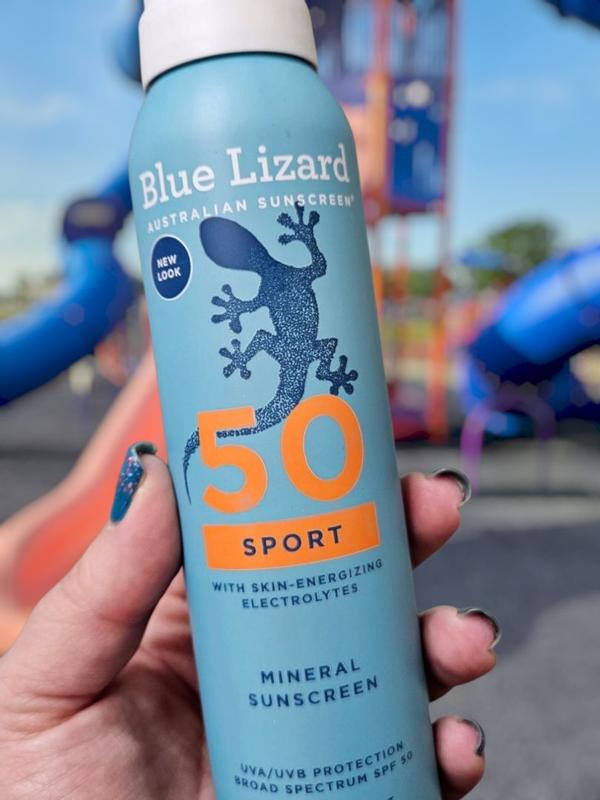 Blue Lizard
AUSTRALIAN SUNSCREEN®
NEW
LOOK
50
SPORT
WITH SKIN-ENERGIZING
ELECTROLYTES
MINERAL
SUNSCREEN
UVA/UVB PROTECTION
BROAD SPECTRUM SPF 50